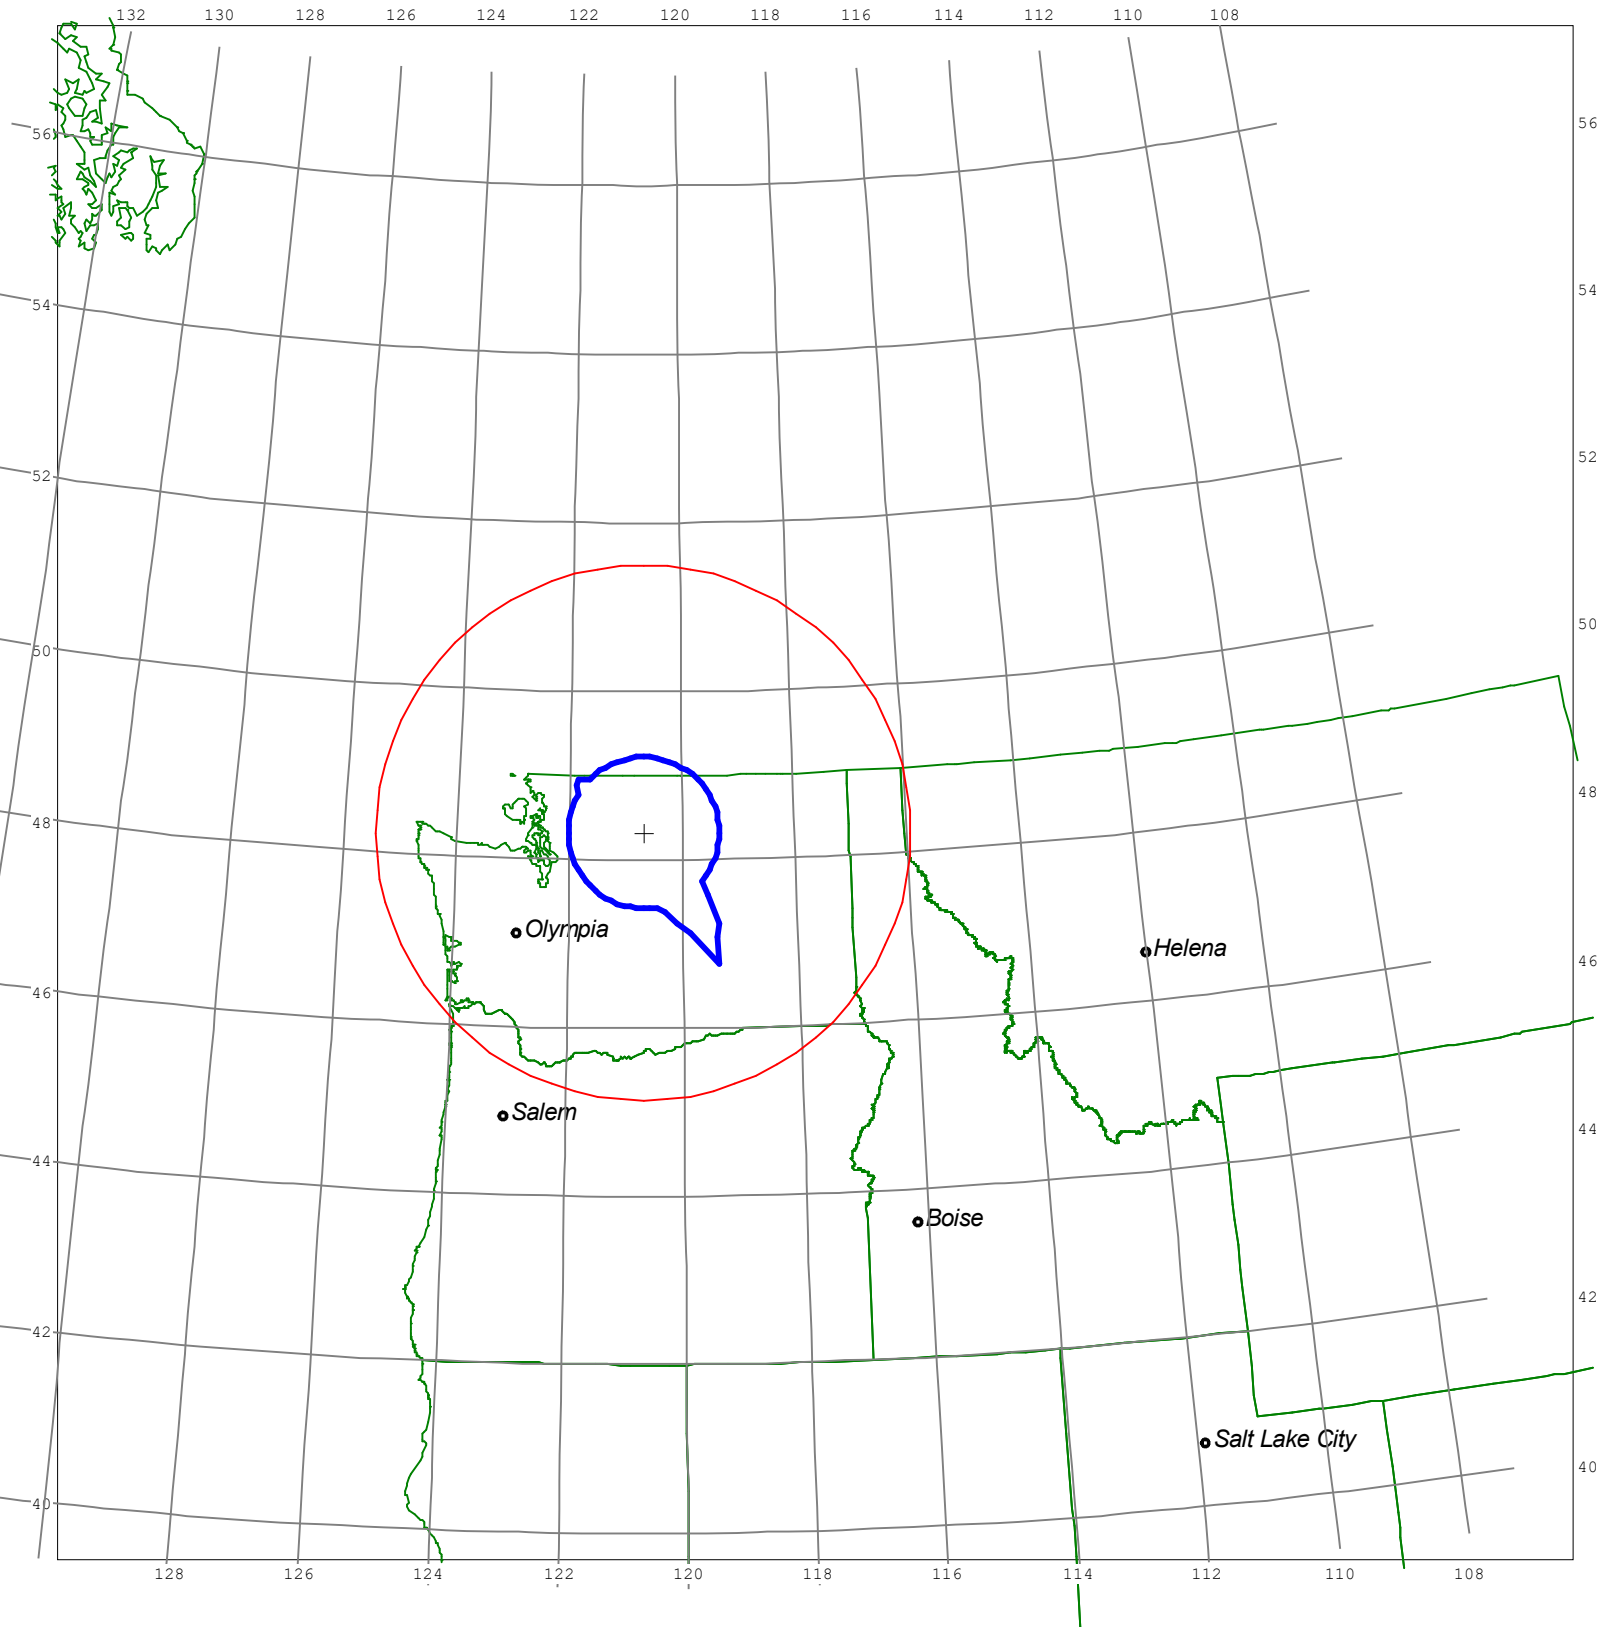 132 130 128 126 124 122 120 118 116 114 112 110 108
56 56
54 54
52 52
50 50
48 48
Olympia
Helena
46 46
Salem
44 44
Boise
42 42
Salt Lake City
40 40
128 126 124 122 120 118 116 114 112 110 108